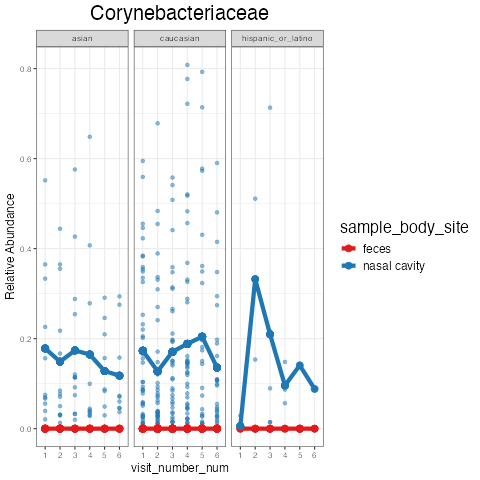 Corynebacteriaceae
asian caucasian hispanic_or_latino
0.8
0.6
0.4
0.2
0.0
Relative Abundance
1 2 3 4 5 6 1 2 3 4 5 6 1 2 3 4 5 6
visit_number_num
sample_body_site
feces
nasal cavity